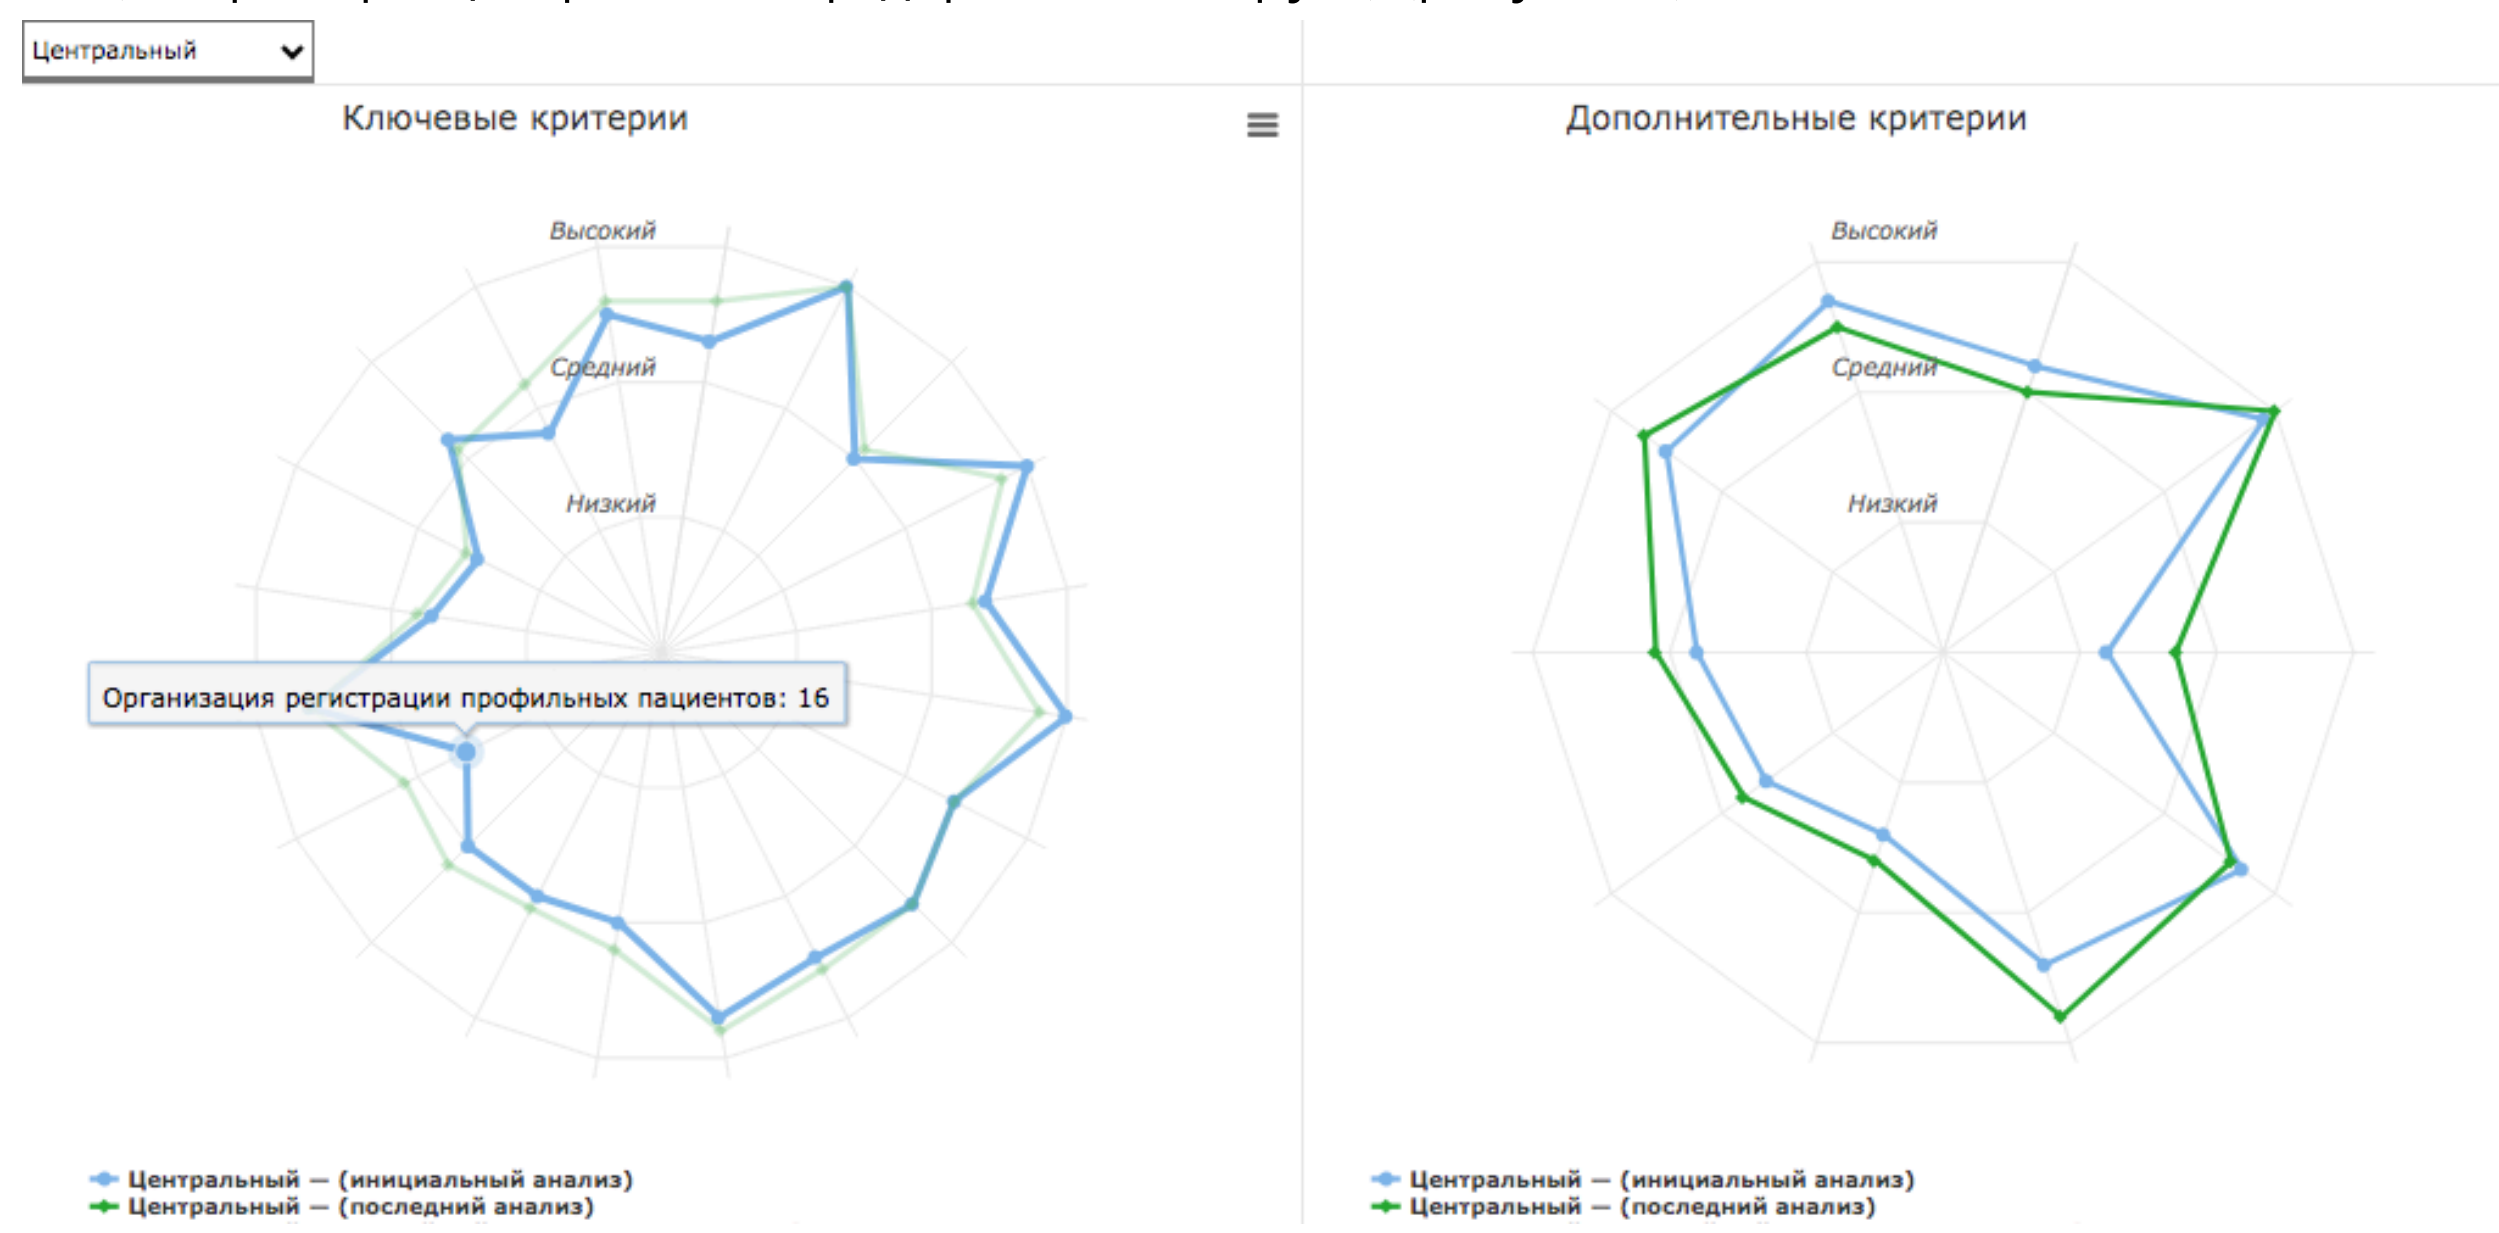 Центральный
Ключевые критерии
Высокий
Средний
Низкий
Организация регистрации профильных пациентов: 16
Центральный — (инициальный анализ)
Центральный — (последний анализ)
Дополнительные критерии
Высокий
Средний
Низкий
Центральный — (инициальный анализ)
Центральный — (последний анализ)